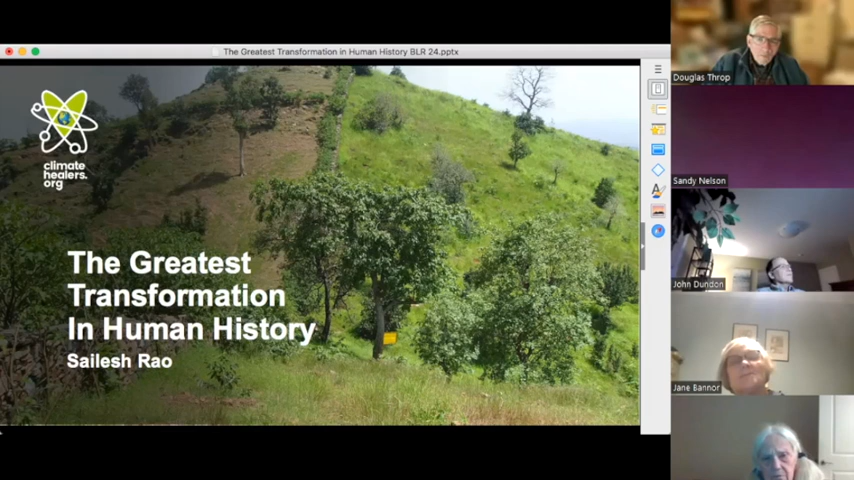 The Greatest Transformation in Human History BLR 24.pptx
climate
healers.
org
The Greatest
Transformation
In Human History
Sailesh Rao
Douglas Throp
Sandy Nelson
John Dundon
Jane Bannor